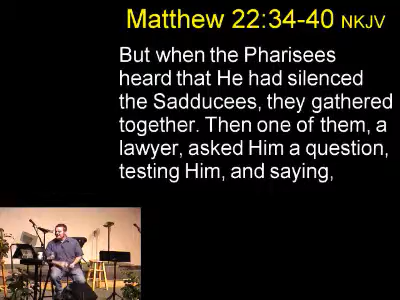 Matthew 22:34-40 NKJV
But when the Pharisees
heard that He had silenced
the Sadducees, they gathered
together. Then one of them, a
lawyer, asked Him a question,
testing Him, and saying,